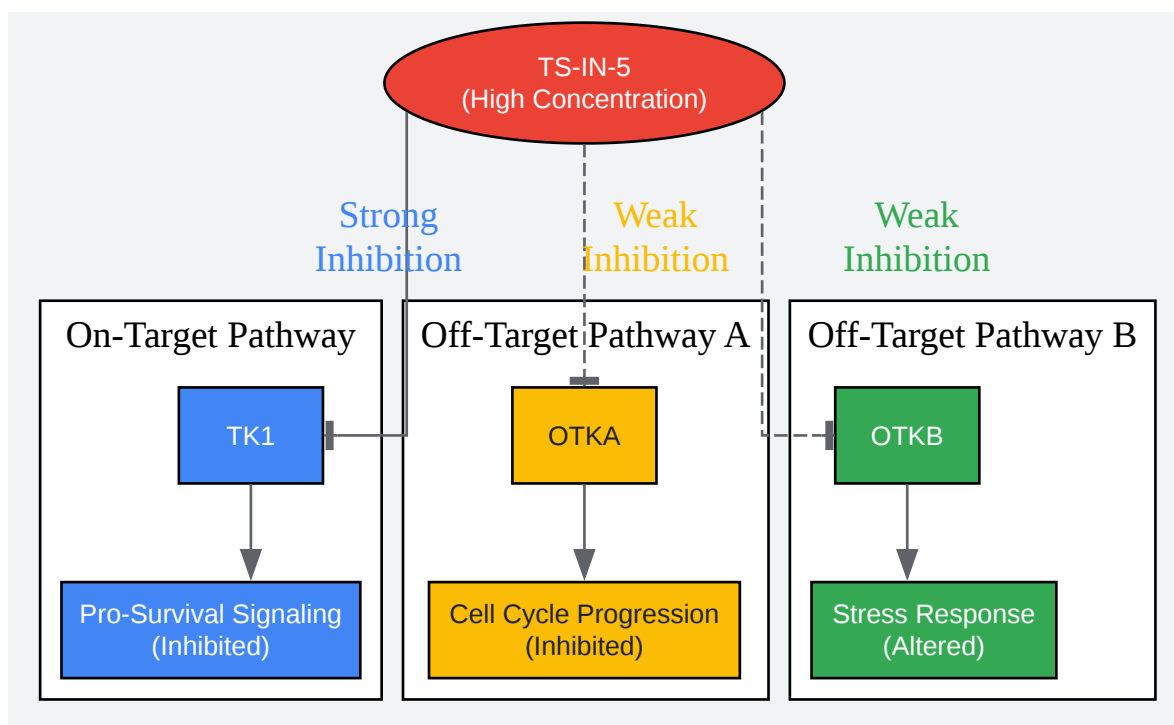 TS-IN-5
(High Concentration)
Strong
Inhibition
Weak
Inhibition
Weak
Inhibition
On-Target Pathway
TK1
Pro-Survival Signaling
(Inhibited)
Off-Target Pathway A
OTKA
Cell Cycle Progression
(Inhibited)
Off-Target Pathway B
OTKB
Stress Response
(Altered)